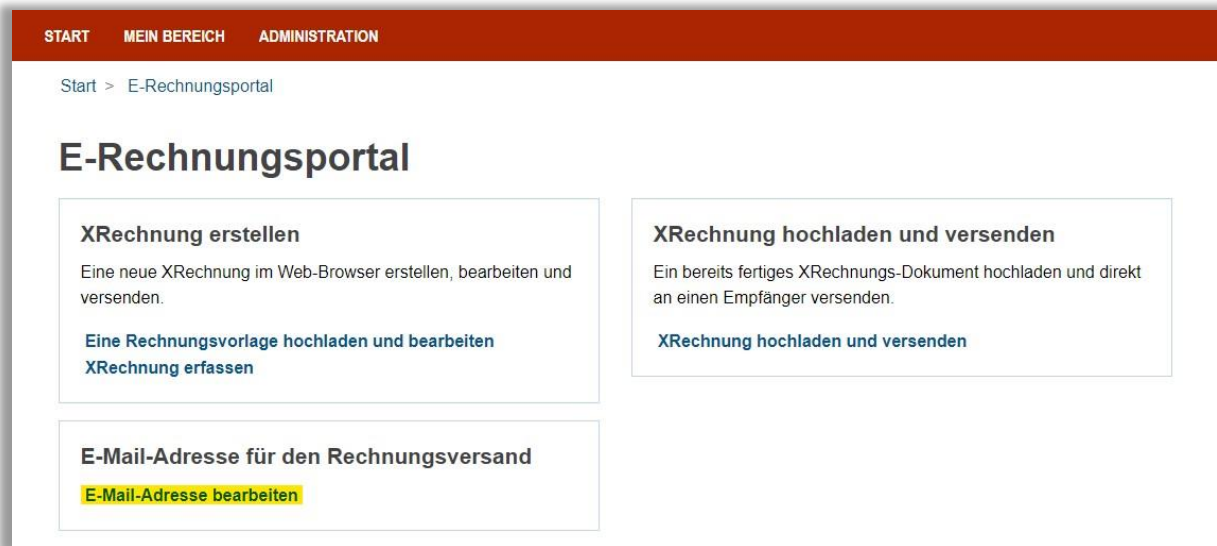 START MEIN BEREICH ADMINISTRATION
Start > E-Rechnungsportal
E-Rechnungsportal
XRechnung erstellen
Eine neue XRechnung im Web-Browser erstellen, bearbeiten und
versenden.
Eine Rechnungsvorlage hochladen und bearbeiten
XRechnung erfassen
XRechnung hochladen und versenden
Ein bereits fertiges XRechnungs-Dokument hochladen und direkt
an einen Empfänger versenden.
XRechnung hochladen und versenden
E-Mail-Adresse für den Rechnungsversand
E-Mail-Adresse bearbeiten